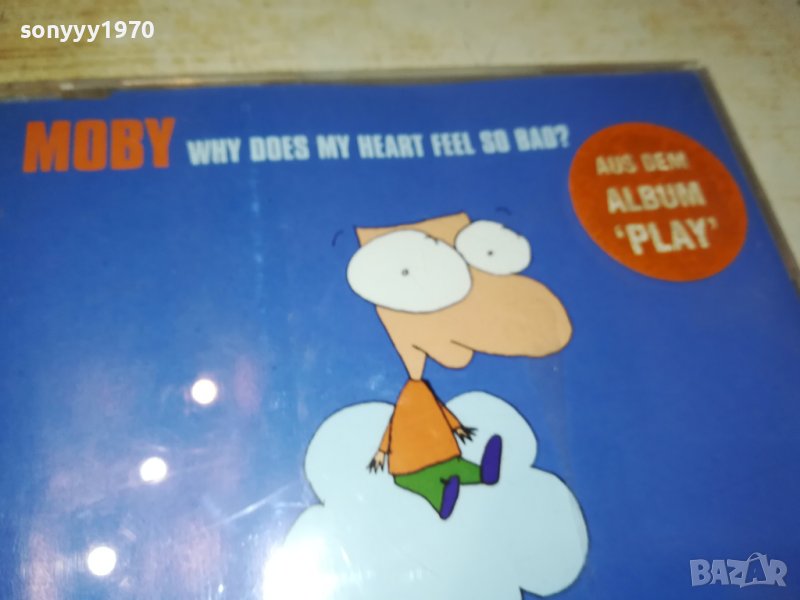 sonyyy1970
MOBY WHY DOES MY HEART FEEL SO BAD?
AUS DEM
ALBUM
'PLAY'
BAZAR